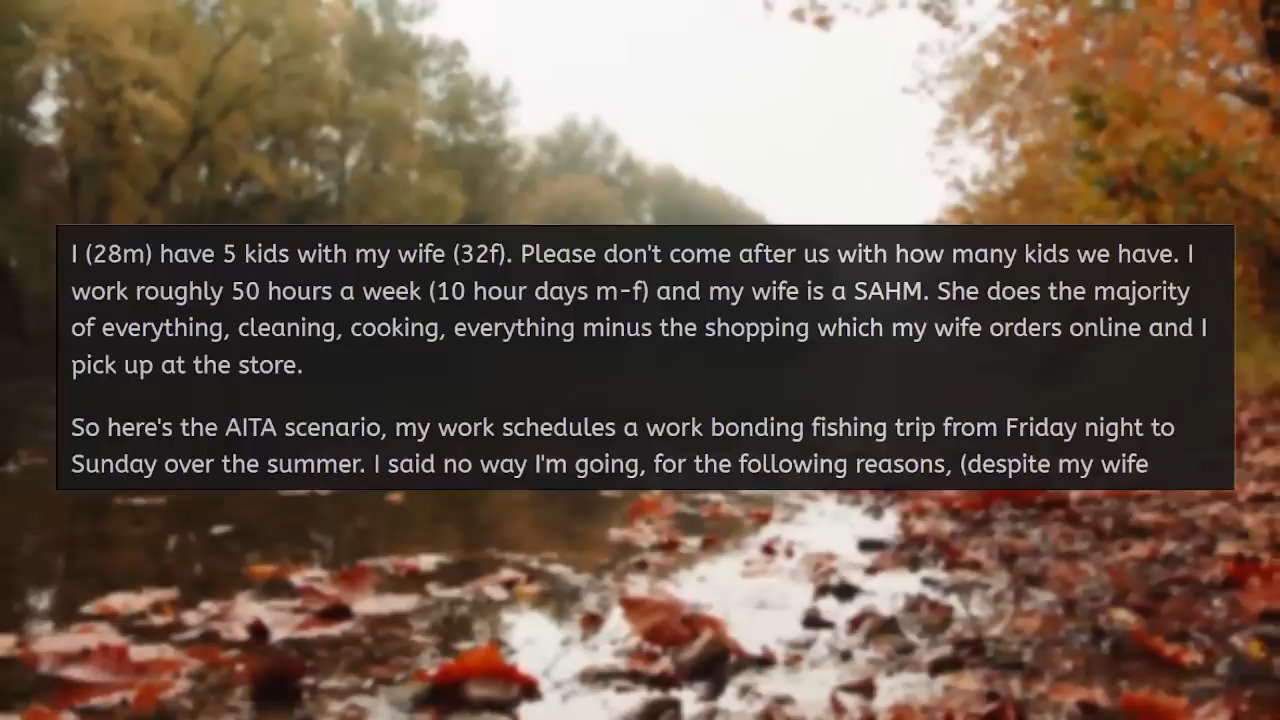 I (28m) have 5 kids with my wife (32f). Please don't come after us with how many kids we have. I
work roughly 50 hours a week (10 hour days m-f) and my wife is a SAHM. She does the majority
of everything, cleaning, cooking, everything minus the shopping which my wife orders online and I
pick up at the store.
So here's the AITA scenario, my work schedules a work bonding fishing trip from Friday night to
Sunday over the summer. I said no way I'm going, for the following reasons, (despite my wife